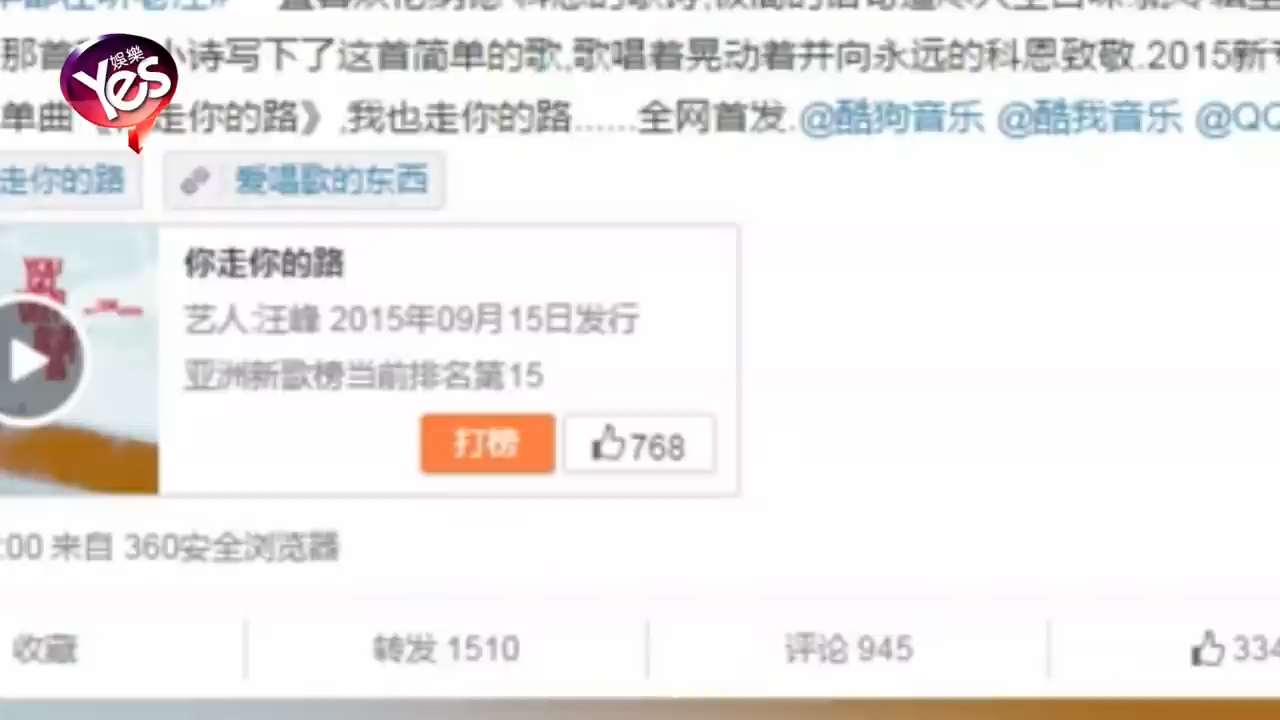 那首 小诗写下了这首简单的歌,歌唱着晃动着并向永远的科恩致敬.2015新
单曲 走你的路》,我也走你的路......全网首发.@酷狗音乐 @酷我音乐 @QQ
走你的路 爱唱歌的东西
你走你的路
艺人:汪峰 2015年09月15日发行
亚洲新歌榜当前排名第15
打榜 768
:00 来自 360安全浏览器
收藏 转发 1510 评论 945 334
Yes 娱樂